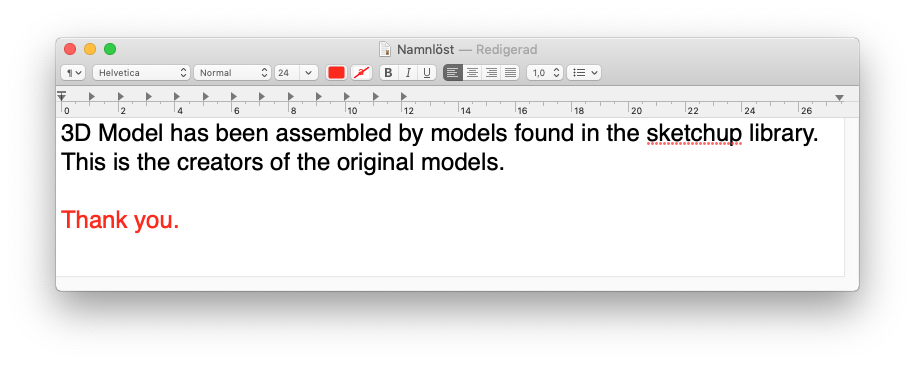 Namnlöst — Redigerad
¶ Helvetica Normal 24 a B I U 1,0
0 2 4 6 8 10 12 14 16 18 20 22 24 26
3D Model has been assembled by models found in the sketchup library.
This is the creators of the original models.
Thank you.